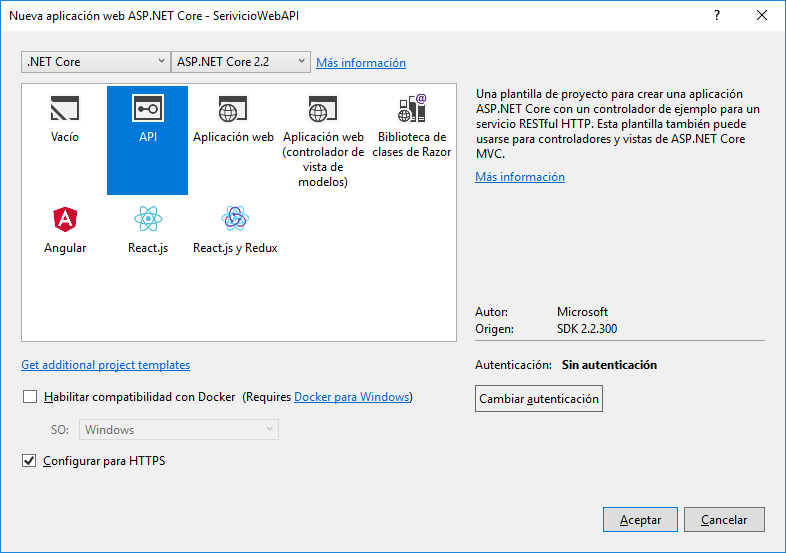 Nueva aplicación web ASP.NET Core - SerivicioWebAPI
?
.NET Core
ASP.NET Core 2.2
Más información
Vacío
API
Aplicación web
Aplicación web
(controlador de
vista de
modelos)
Biblioteca de
clases de Razor
Angular
React.js
React.js y Redux
Una plantilla de proyecto para crear una aplicación
ASP.NET Core con un controlador de ejemplo para un
servicio RESTful HTTP. Esta plantilla también puede
usarse para controladores y vistas de ASP.NET Core
MVC.
Más información
Autor: Microsoft
Origen: SDK 2.2.300
Get additional project templates
Autenticación: Sin autenticación
Habilitar compatibilidad con Docker (Requires Docker para Windows)
Cambiar autenticación
SO: Windows
Configurar para HTTPS
Aceptar
Cancelar